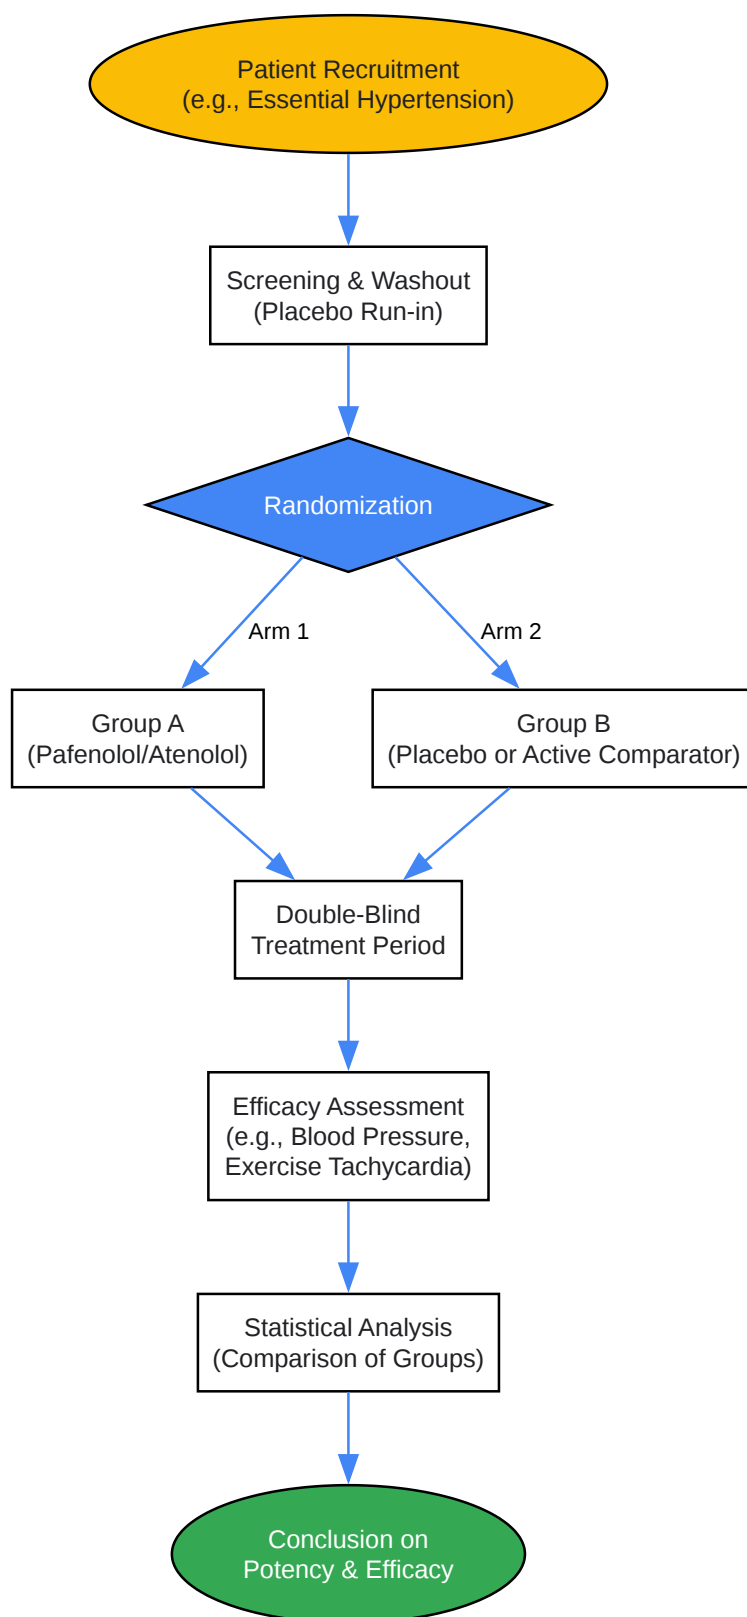 Patient Recruitment
(e.g., Essential Hypertension)
Screening & Washout
(Placebo Run-in)
Randomization
Arm 1
Arm 2
Group A
(Pafenolol/Atenolol)
Group B
(Placebo or Active Comparator)
Double-Blind
Treatment Period
Efficacy Assessment
(e.g., Blood Pressure,
Exercise Tachycardia)
Statistical Analysis
(Comparison of Groups)
Conclusion on
Potency & Efficacy